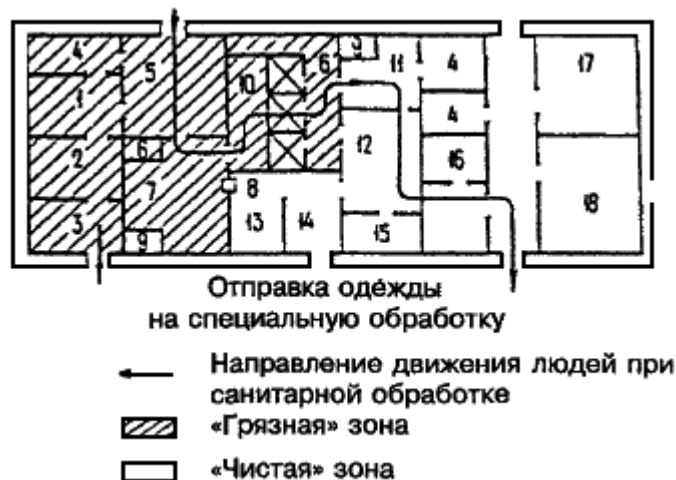 4 5 10 6 9 11 4 17
1 4
2 6 12 16
7 8 18
3 9 13 14 15
Отправка одежды
на специальную обработку
Направление движения людей при
санитарной обработке
«Грязная» зона
«Чистая» зона